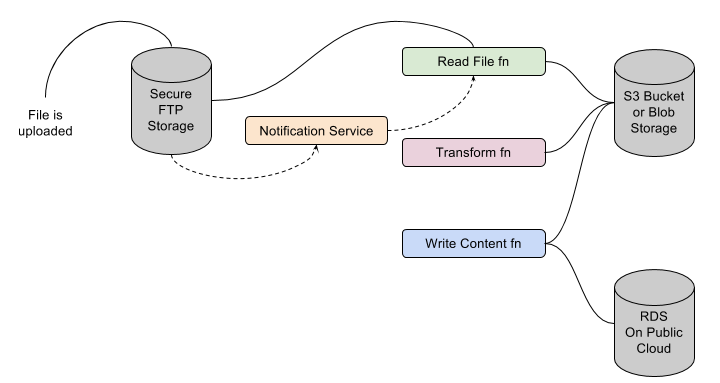 File is
uploaded
Secure
FTP
Storage
Notification Service
Read File fn
Transform fn
Write Content fn
S3 Bucket
or Blob
Storage
RDS
On Public
Cloud